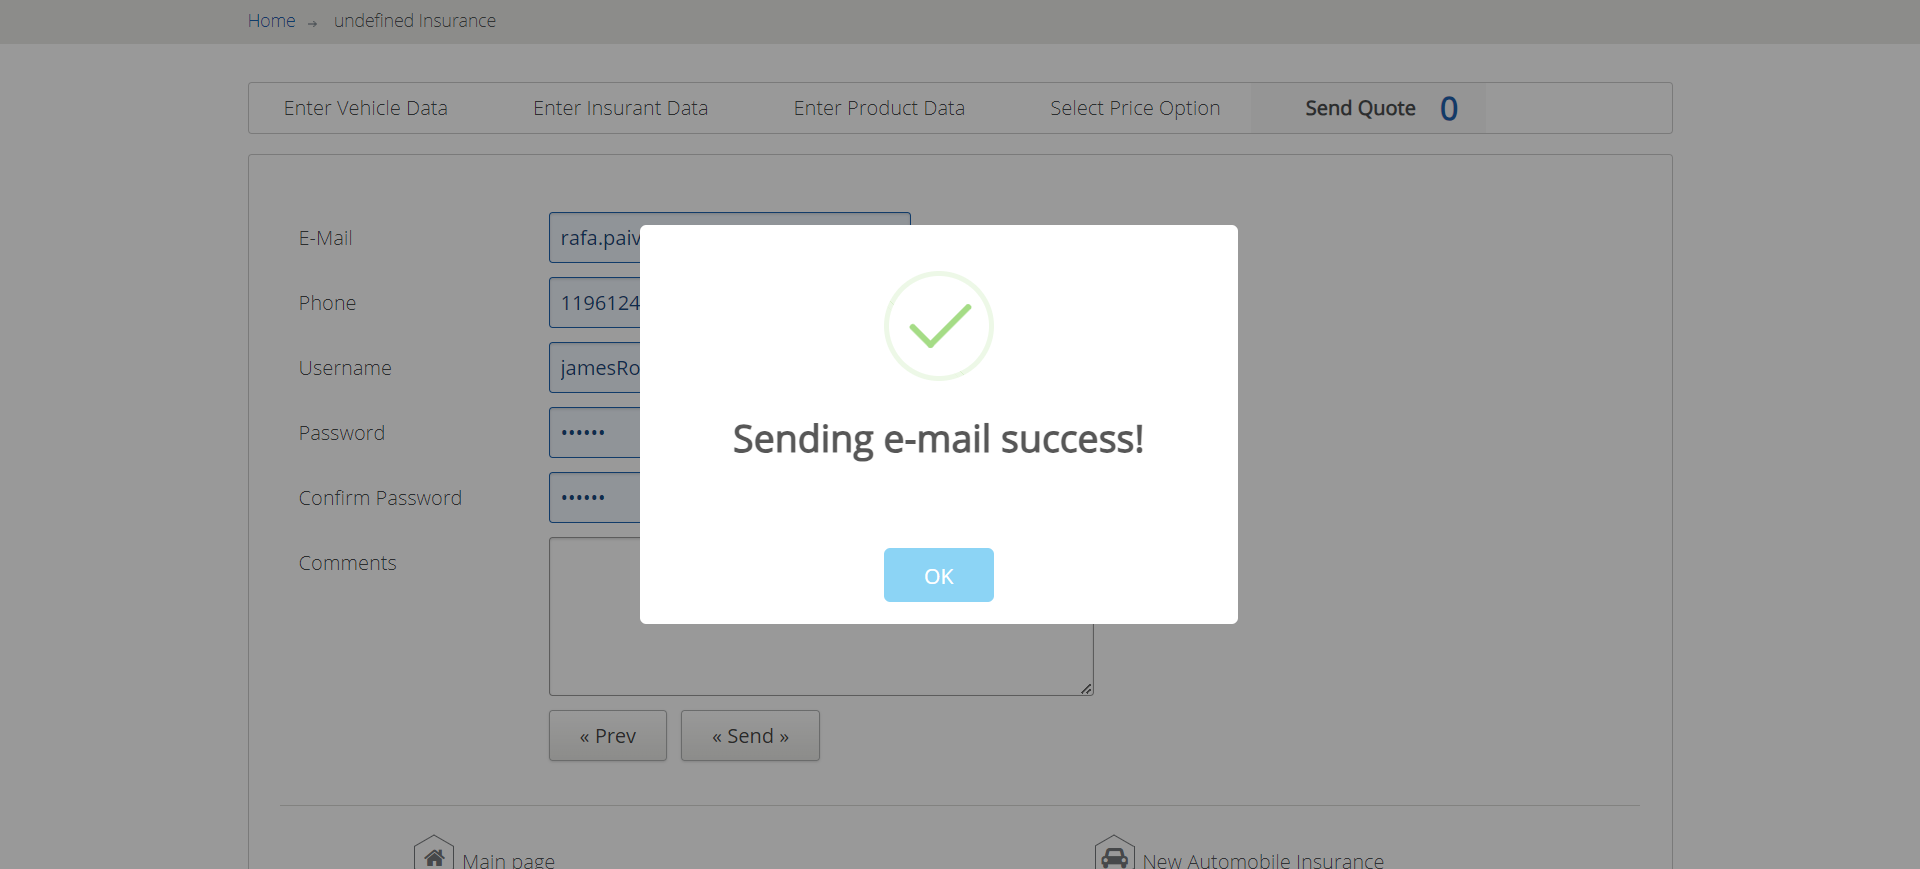 Home → undefined Insurance
Enter Vehicle Data Enter Insurant Data Enter Product Data Select Price Option Send Quote 0
E-Mail rafa.paiv
Phone 1196124
Username jamesRo
Password ••••••
Confirm Password ••••••
Comments
Sending e-mail success!
OK
« Prev « Send »
Main page New Automobile Insurance